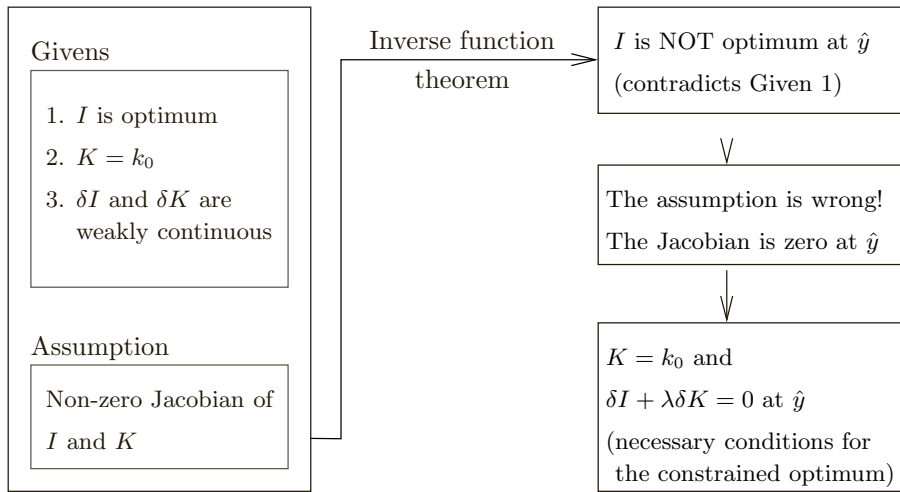 Givens
1. I is optimum
2. K = k₀
3. δI and δK are
weakly continuous
Assumption
Non-zero Jacobian of
I and K
Inverse function
theorem
I is NOT optimum at ŷ
(contradicts Given 1)
The assumption is wrong!
The Jacobian is zero at ŷ
K = k₀ and
δI + λδK = 0 at ŷ
(necessary conditions for
the constrained optimum)